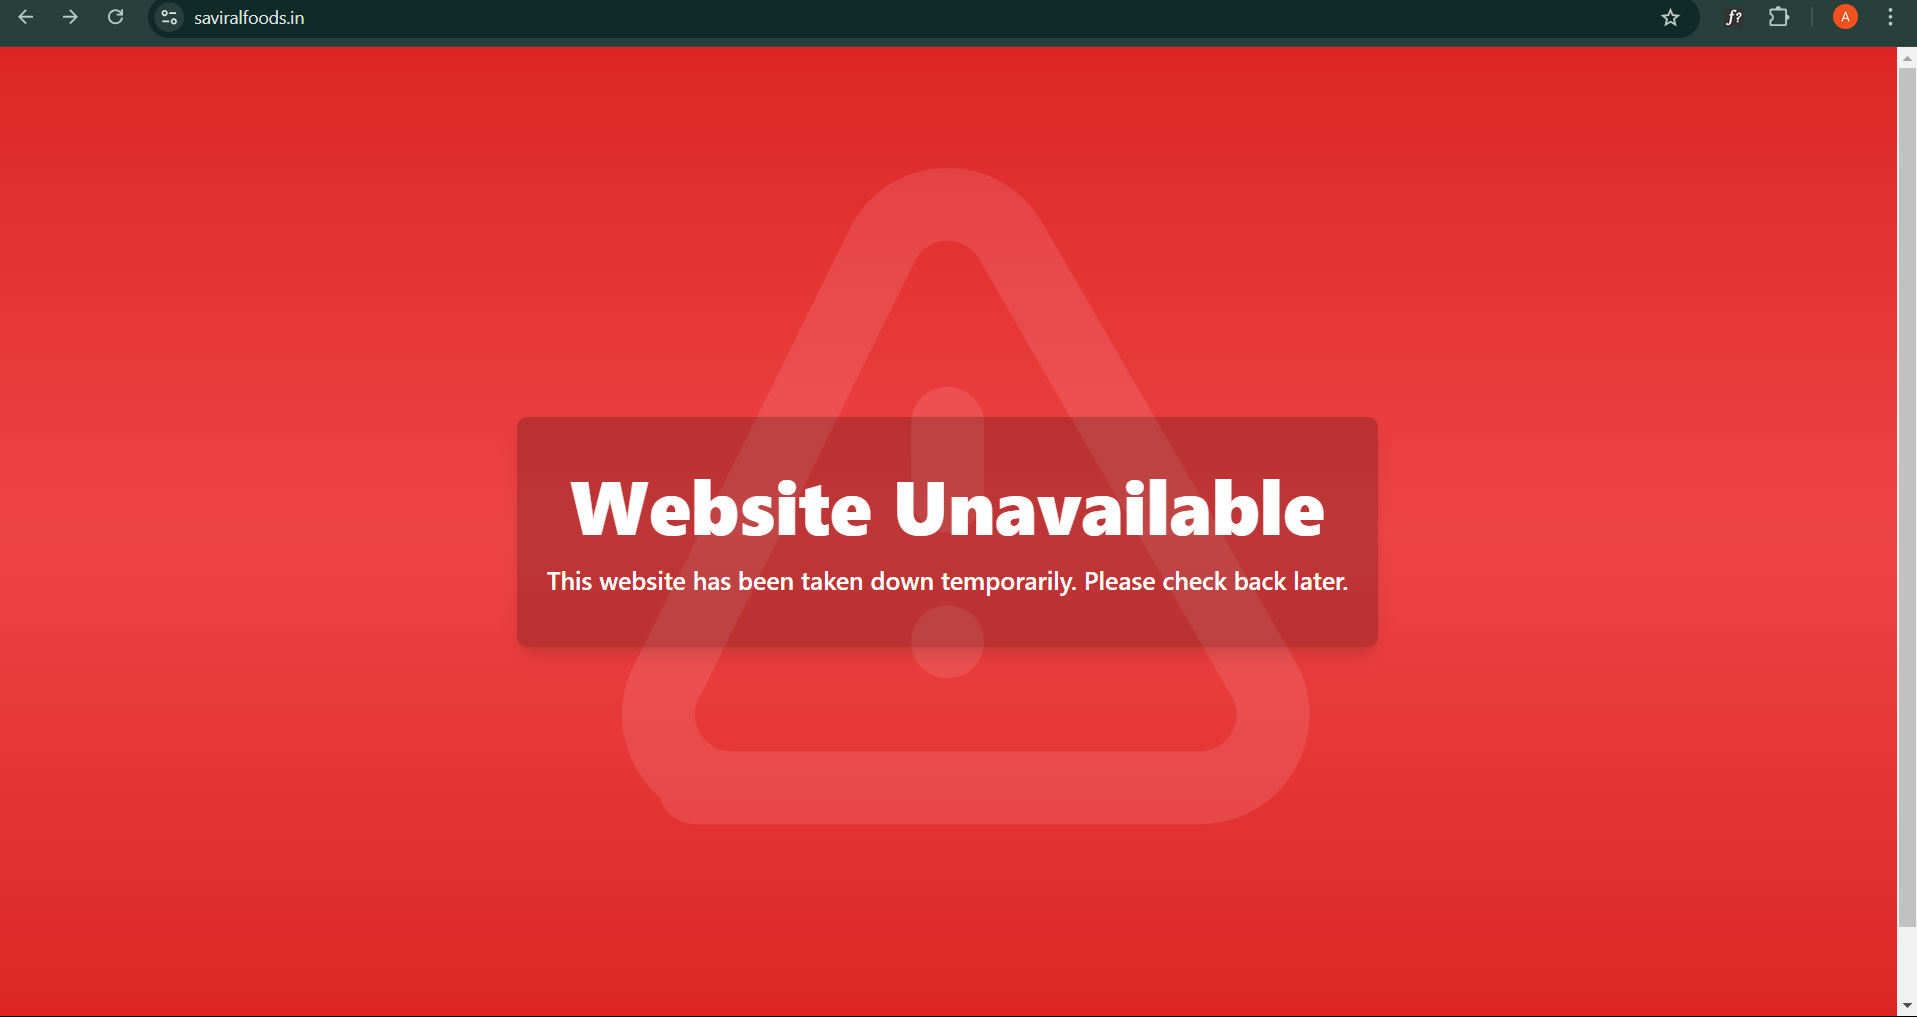 saviralfoods.in
f?
A
Website Unavailable
This website has been taken down temporarily. Please check back later.